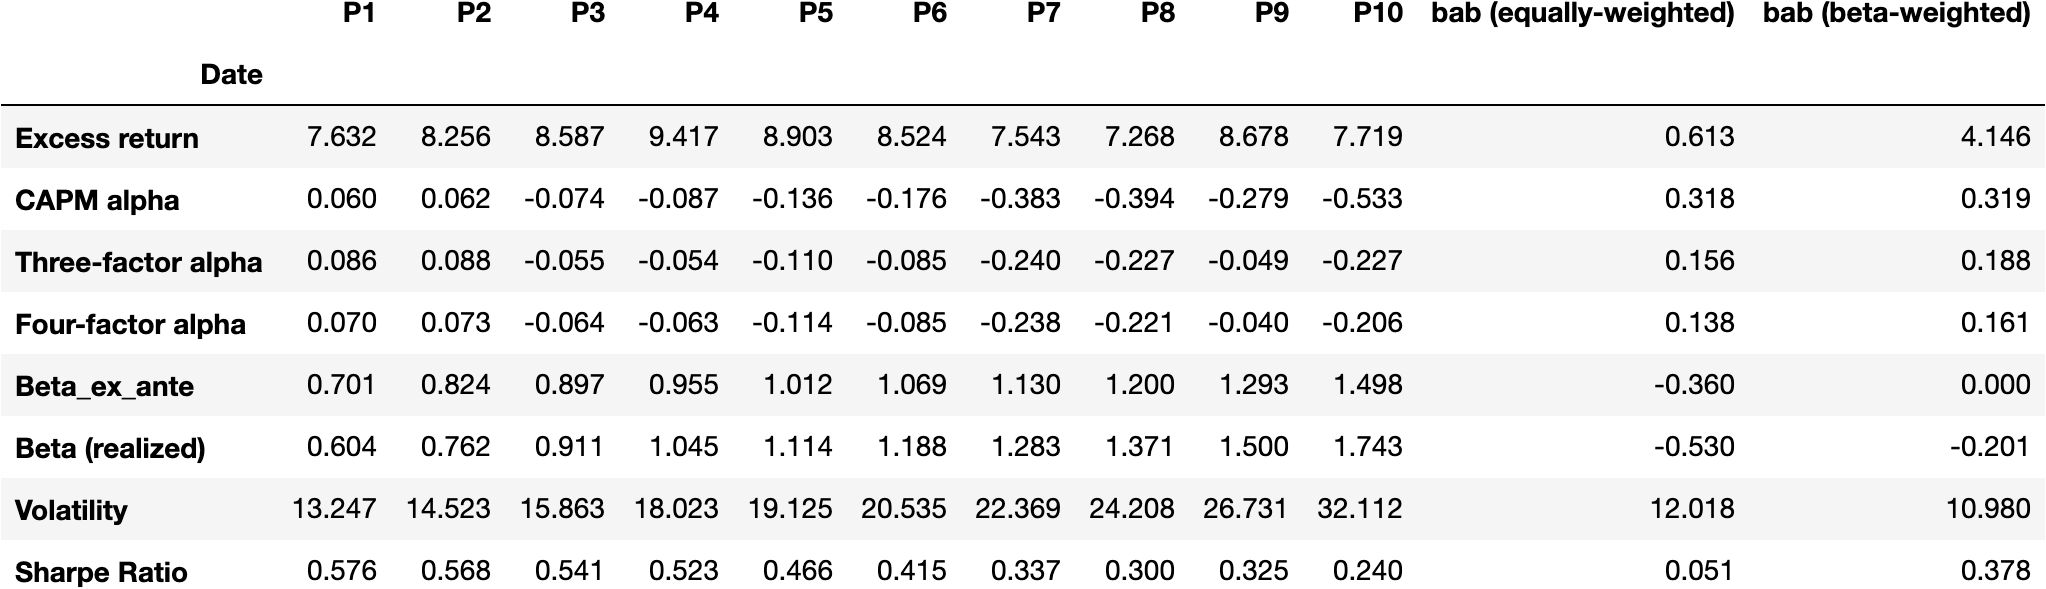 P1 P2 P3 P4 P5 P6 P7 P8 P9 P10 bab (equally-weighted) bab (beta-weighted)
Date
Excess return 7.632 8.256 8.587 9.417 8.903 8.524 7.543 7.268 8.678 7.719 0.613 4.146
CAPM alpha 0.060 0.062 -0.074 -0.087 -0.136 -0.176 -0.383 -0.394 -0.279 -0.533 0.318 0.319
Three-factor alpha 0.086 0.088 -0.055 -0.054 -0.110 -0.085 -0.240 -0.227 -0.049 -0.227 0.156 0.188
Four-factor alpha 0.070 0.073 -0.064 -0.063 -0.114 -0.085 -0.238 -0.221 -0.040 -0.206 0.138 0.161
Beta_ex_ante 0.701 0.824 0.897 0.955 1.012 1.069 1.130 1.200 1.293 1.498 -0.360 0.000
Beta (realized) 0.604 0.762 0.911 1.045 1.114 1.188 1.283 1.371 1.500 1.743 -0.530 -0.201
Volatility 13.247 14.523 15.863 18.023 19.125 20.535 22.369 24.208 26.731 32.112 12.018 10.980
Sharpe Ratio 0.576 0.568 0.541 0.523 0.466 0.415 0.337 0.300 0.325 0.240 0.051 0.378